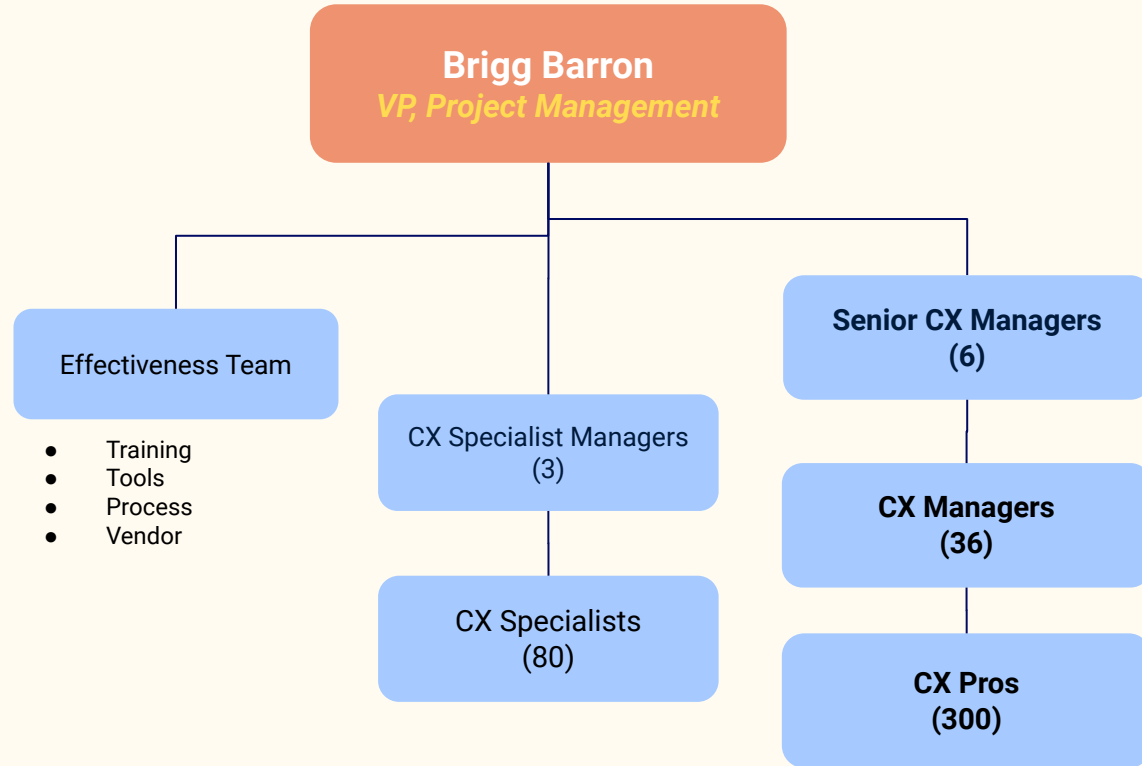 Brigg Barron
VP, Project Management
Effectiveness Team
● Training
● Tools
● Process
● Vendor
CX Specialist Managers
(3)
CX Specialists
(80)
Senior CX Managers
(6)
CX Managers
(36)
CX Pros
(300)